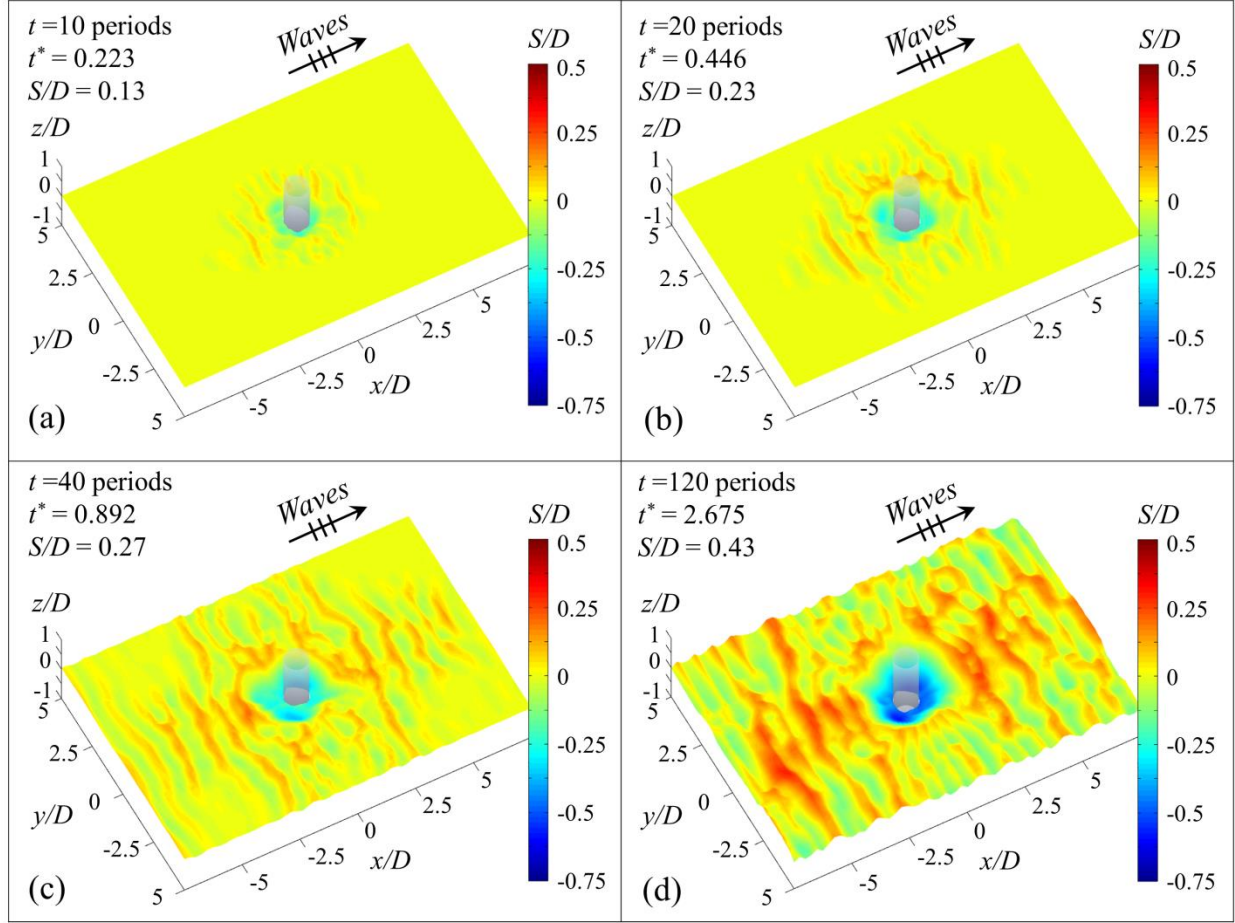 t =10 periods
t* = 0.223
S/D = 0.13
Waves
S/D
0.5
0.25
0
-0.25
-0.5
-0.75
z/D
1
0
-1
5
2.5
0
-2.5
5
y/D
-5
-2.5
0
2.5
5
x/D
(a)
t =20 periods
t* = 0.446
S/D = 0.23
Waves
S/D
0.5
0.25
0
-0.25
-0.5
-0.75
z/D
1
0
-1
5
2.5
0
-2.5
5
y/D
-5
-2.5
0
2.5
5
x/D
(b)
t =40 periods
t* = 0.892
S/D = 0.27
Waves
S/D
0.5
0.25
0
-0.25
-0.5
-0.75
z/D
1
0
-1
5
2.5
0
-2.5
5
y/D
-5
-2.5
0
2.5
5
x/D
(c)
t =120 periods
t* = 2.675
S/D = 0.43
Waves
S/D
0.5
0.25
0
-0.25
-0.5
-0.75
z/D
1
0
-1
5
2.5
0
-2.5
5
y/D
-5
-2.5
0
2.5
5
x/D
(d)